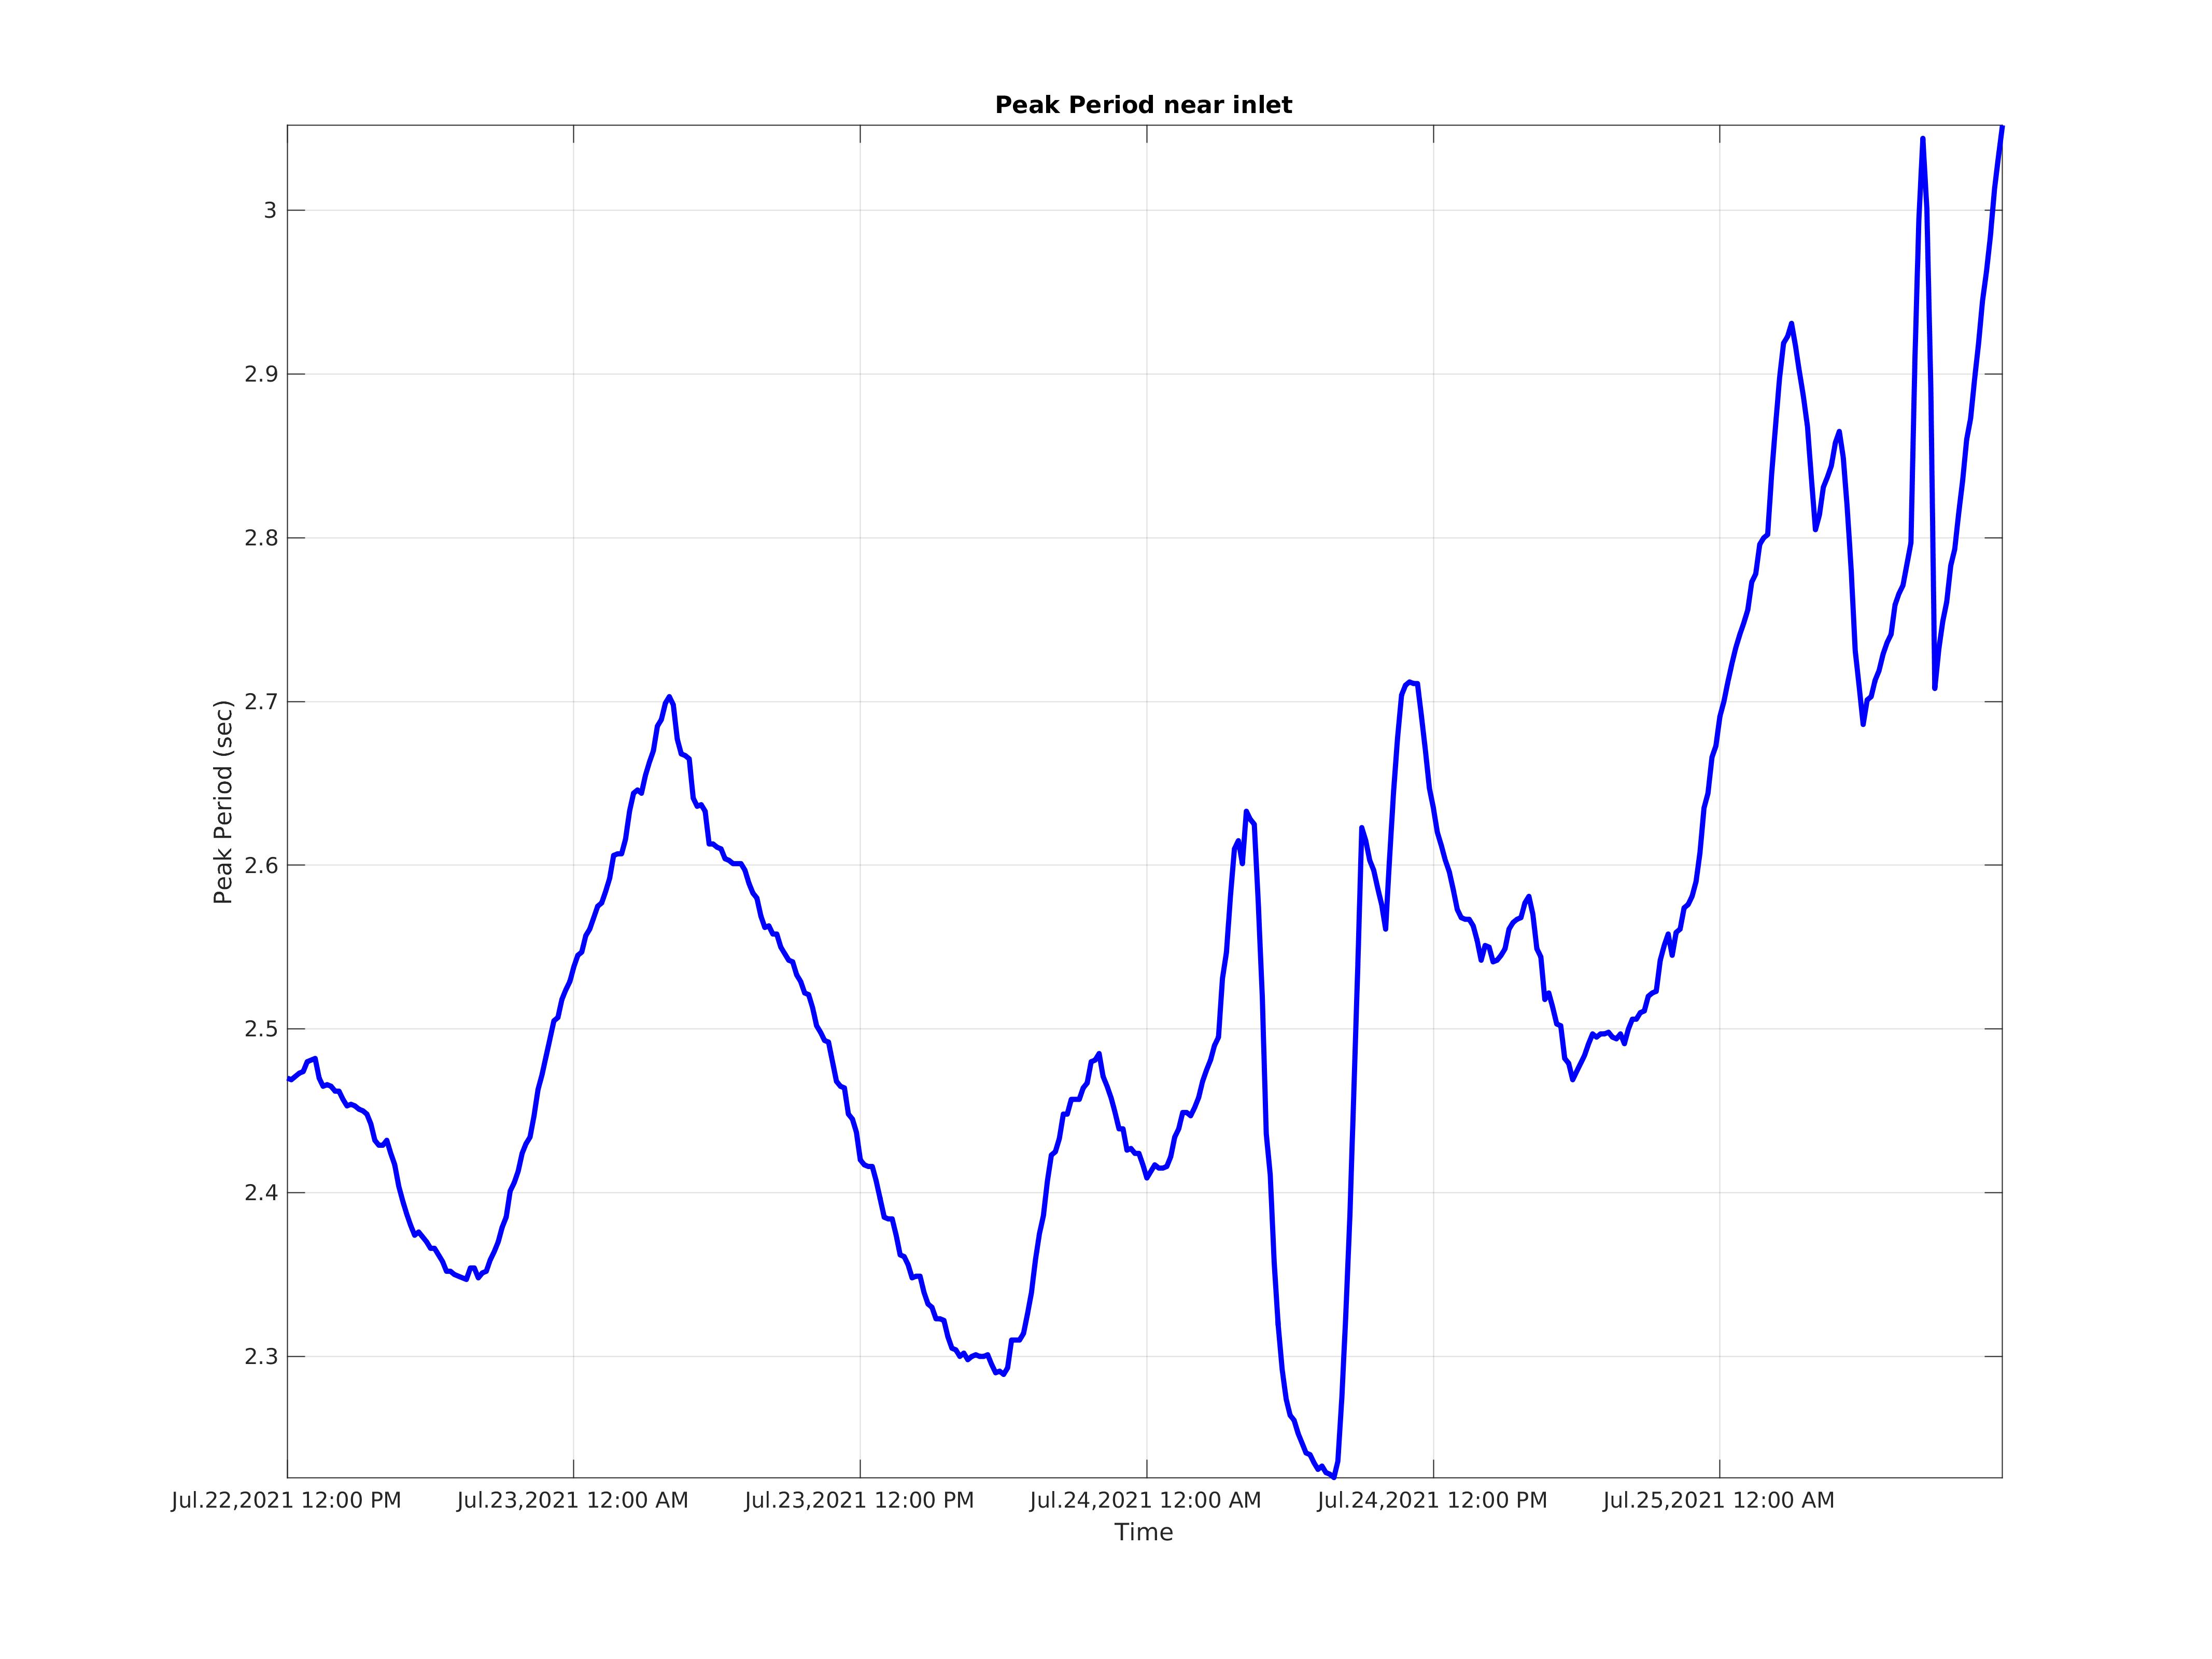 Peak Period near inlet
Peak Period (sec)
3
2.9
2.8
2.7
2.6
2.5
2.4
2.3
Jul.22,2021 12:00 PM
Jul.23,2021 12:00 AM
Jul.23,2021 12:00 PM
Jul.24,2021 12:00 AM
Jul.24,2021 12:00 PM
Jul.25,2021 12:00 AM
Time